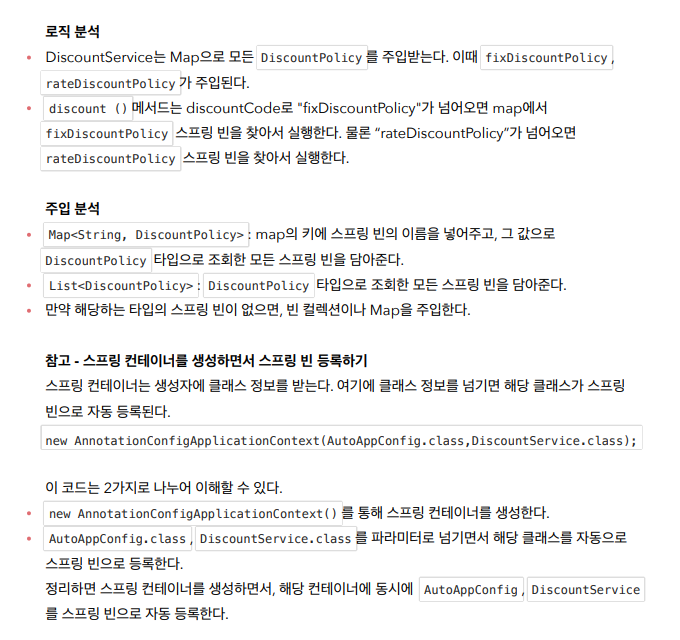 로직 분석
• DiscountService는 Map으로 모든 DiscountPolicy 를 주입받는다. 이때 fixDiscountPolicy ,
rateDiscountPolicy 가 주입된다.
• discount () 메서드는 discountCode로 "fixDiscountPolicy"가 넘어오면 map에서
fixDiscountPolicy 스프링 빈을 찾아서 실행한다. 물론 “rateDiscountPolicy”가 넘어오면
rateDiscountPolicy 스프링 빈을 찾아서 실행한다.
주입 분석
• Map<String, DiscountPolicy> : map의 키에 스프링 빈의 이름을 넣어주고, 그 값으로
DiscountPolicy 타입으로 조회한 모든 스프링 빈을 담아준다.
• List<DiscountPolicy> : DiscountPolicy 타입으로 조회한 모든 스프링 빈을 담아준다.
• 만약 해당하는 타입의 스프링 빈이 없으면, 빈 컬렉션이나 Map을 주입한다.
참고 - 스프링 컨테이너를 생성하면서 스프링 빈 등록하기
스프링 컨테이너는 생성자에 클래스 정보를 받는다. 여기에 클래스 정보를 넘기면 해당 클래스가 스프링
빈으로 자동 등록된다.
new AnnotationConfigApplicationContext(AutoAppConfig.class,DiscountService.class);
이 코드는 2가지로 나누어 이해할 수 있다.
• new AnnotationConfigApplicationContext() 를 통해 스프링 컨테이너를 생성한다.
• AutoAppConfig.class , DiscountService.class 를 파라미터로 넘기면서 해당 클래스를 자동으로
스프링 빈으로 등록한다.
정리하면 스프링 컨테이너를 생성하면서, 해당 컨테이너에 동시에 AutoAppConfig , DiscountService
를 스프링 빈으로 자동 등록한다.